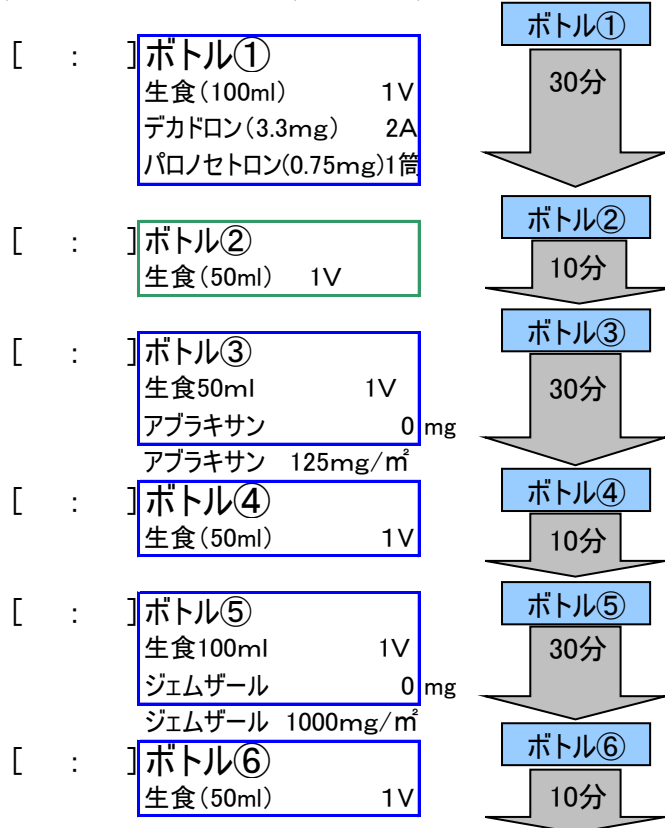 ボトル①
[　：　]ボトル①
生食(100ml) 1V
30分
デカドロン(3.3mg) 2A
パロノセトロン(0.75mg)1筒
ボトル②
[　：　]ボトル②
生食(50ml) 1V
10分
ボトル③
[　：　]ボトル③
生食50ml 1V
30分
アブラキサン 0 mg
アブラキサン 125mg/㎡
ボトル④
[　：　]ボトル④
生食(50ml) 1V
10分
ボトル⑤
[　：　]ボトル⑤
生食100ml 1V
30分
ジェムザール 0 mg
ジェムザール 1000mg/㎡
ボトル⑥
[　：　]ボトル⑥
生食(50ml) 1V
10分